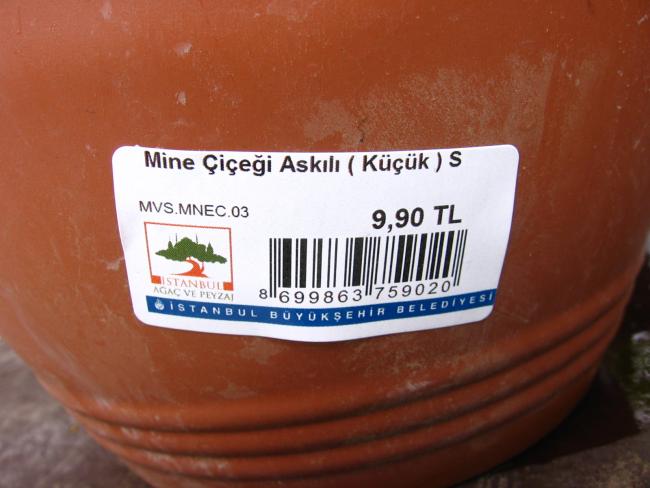 Mine Çiçeği Askılı ( Küçük ) S
MVS.MNEC.03
9,90 TL
İSTANBUL
AĞAÇ VE PEYZAJ
8 699863 759020
İSTANBUL BÜYÜKŞEHİR BELEDİYESİ